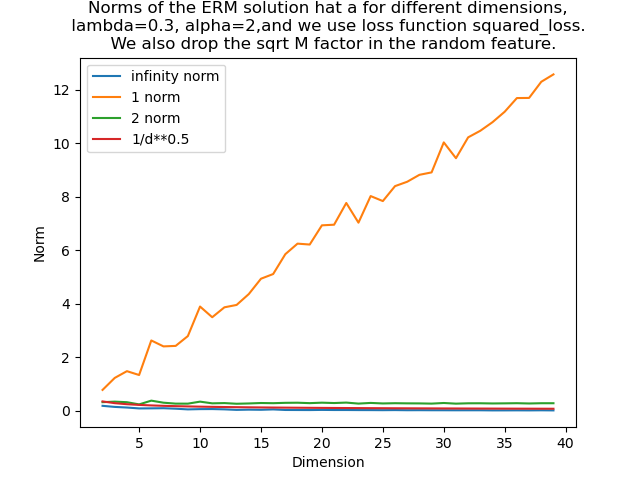 Norms of the ERM solution hat a for different dimensions,
lambda=0.3, alpha=2,and we use loss function squared_loss.
We also drop the sqrt M factor in the random feature.
infinity norm
1 norm
2 norm
1/d**0.5
Norm
12
10
8
6
4
2
0
5 10 15 20 25 30 35 40
Dimension